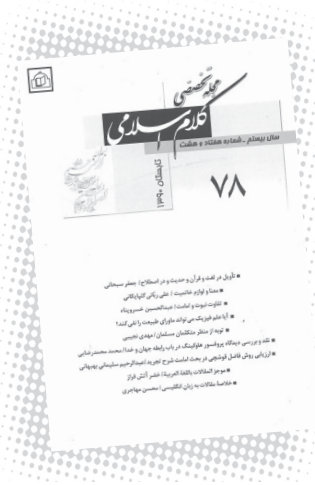 مجله تخصصی
کلام اسلامی
سال بیستم ـ شماره هفتاد و هشت
تابستان ۱۳۹۰
۷۸
■ تأویل در لغت و قرآن و حدیث و در اصطلاح/ جعفر سبحانی
■ معنا و لوازم خاتمیت / علی ربانی گلپایگانی
■ تفاوت نبوت و امامت/ عبدالحسین خسروپناه
■ آیا علم فیزیک می تواند ماورای طبیعت را نفی کند؟
■ توبه از منظر متکلمان مسلمان/ مهدی نجیبی
■ نقد و بررسی دیدگاه پروفسور هاوکینگ در باب رابطه جهان و خدا/ محمد محمدرضایی
■ ارزیابی روش فاضل قوشچی در بحث امامت شرح تجرید/ عبدالرحیم سلیمانی بهبهانی
■ موجز المقالات باللغة العربية/ خضر آتش فراز
■ خلاصة مقالات به زبان انگلیسی/ محسن مهاجری